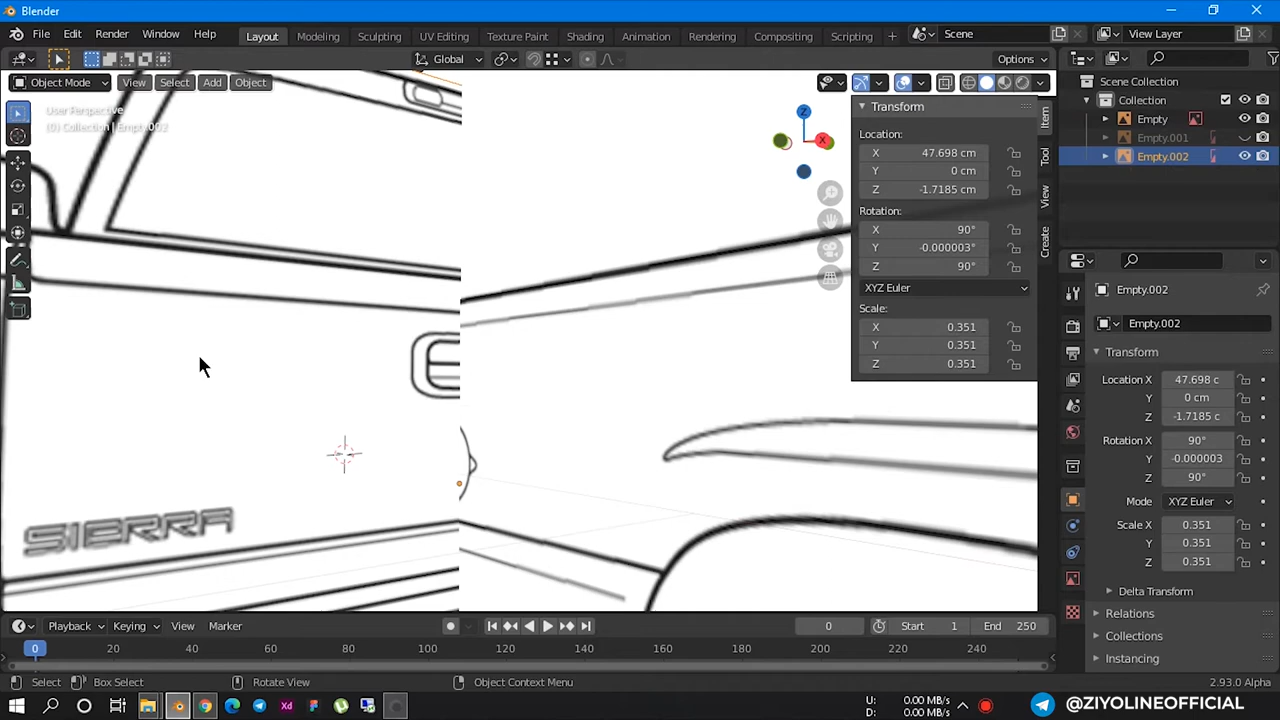 Blender
File Edit Render Window Help Layout Modeling Sculpting UV Editing Texture Paint Shading Animation Rendering Compositing Scripting Scene View Layer
Global Options
Object Mode View Select Add Object
User Perspective
(0) Collection | Empty.002
Transform
Location:
X 47.698 cm
Y 0 cm
Z -1.7185 cm
Rotation:
X 90°
Y -0.000003°
Z 90°
XYZ Euler
Scale:
X 0.351
Y 0.351
Z 0.351
Item
Tool
View
Create
Z
X
SIERRA
Scene Collection
Collection
Empty
Empty.001
Empty.002
Empty.002
Empty.002
Transform
Location X 47.698 c
Y 0 cm
Z -1.7185 c
Rotation X 90°
Y -0.000003
Z 90°
Mode XYZ Euler
Scale X 0.351
Y 0.351
Z 0.351
Delta Transform
Relations
Collections
Instancing
Playback Keying View Marker 0 Start 1 End 250
0 20 40 60 80 100 120 140 160 180 200 220 240
Select Box Select Rotate View Object Context Menu 2.93.0 Alpha
Xd
U: 0.00 MB/s
D: 0.00 MB/s
@ZIYOLINEOFFICIAL